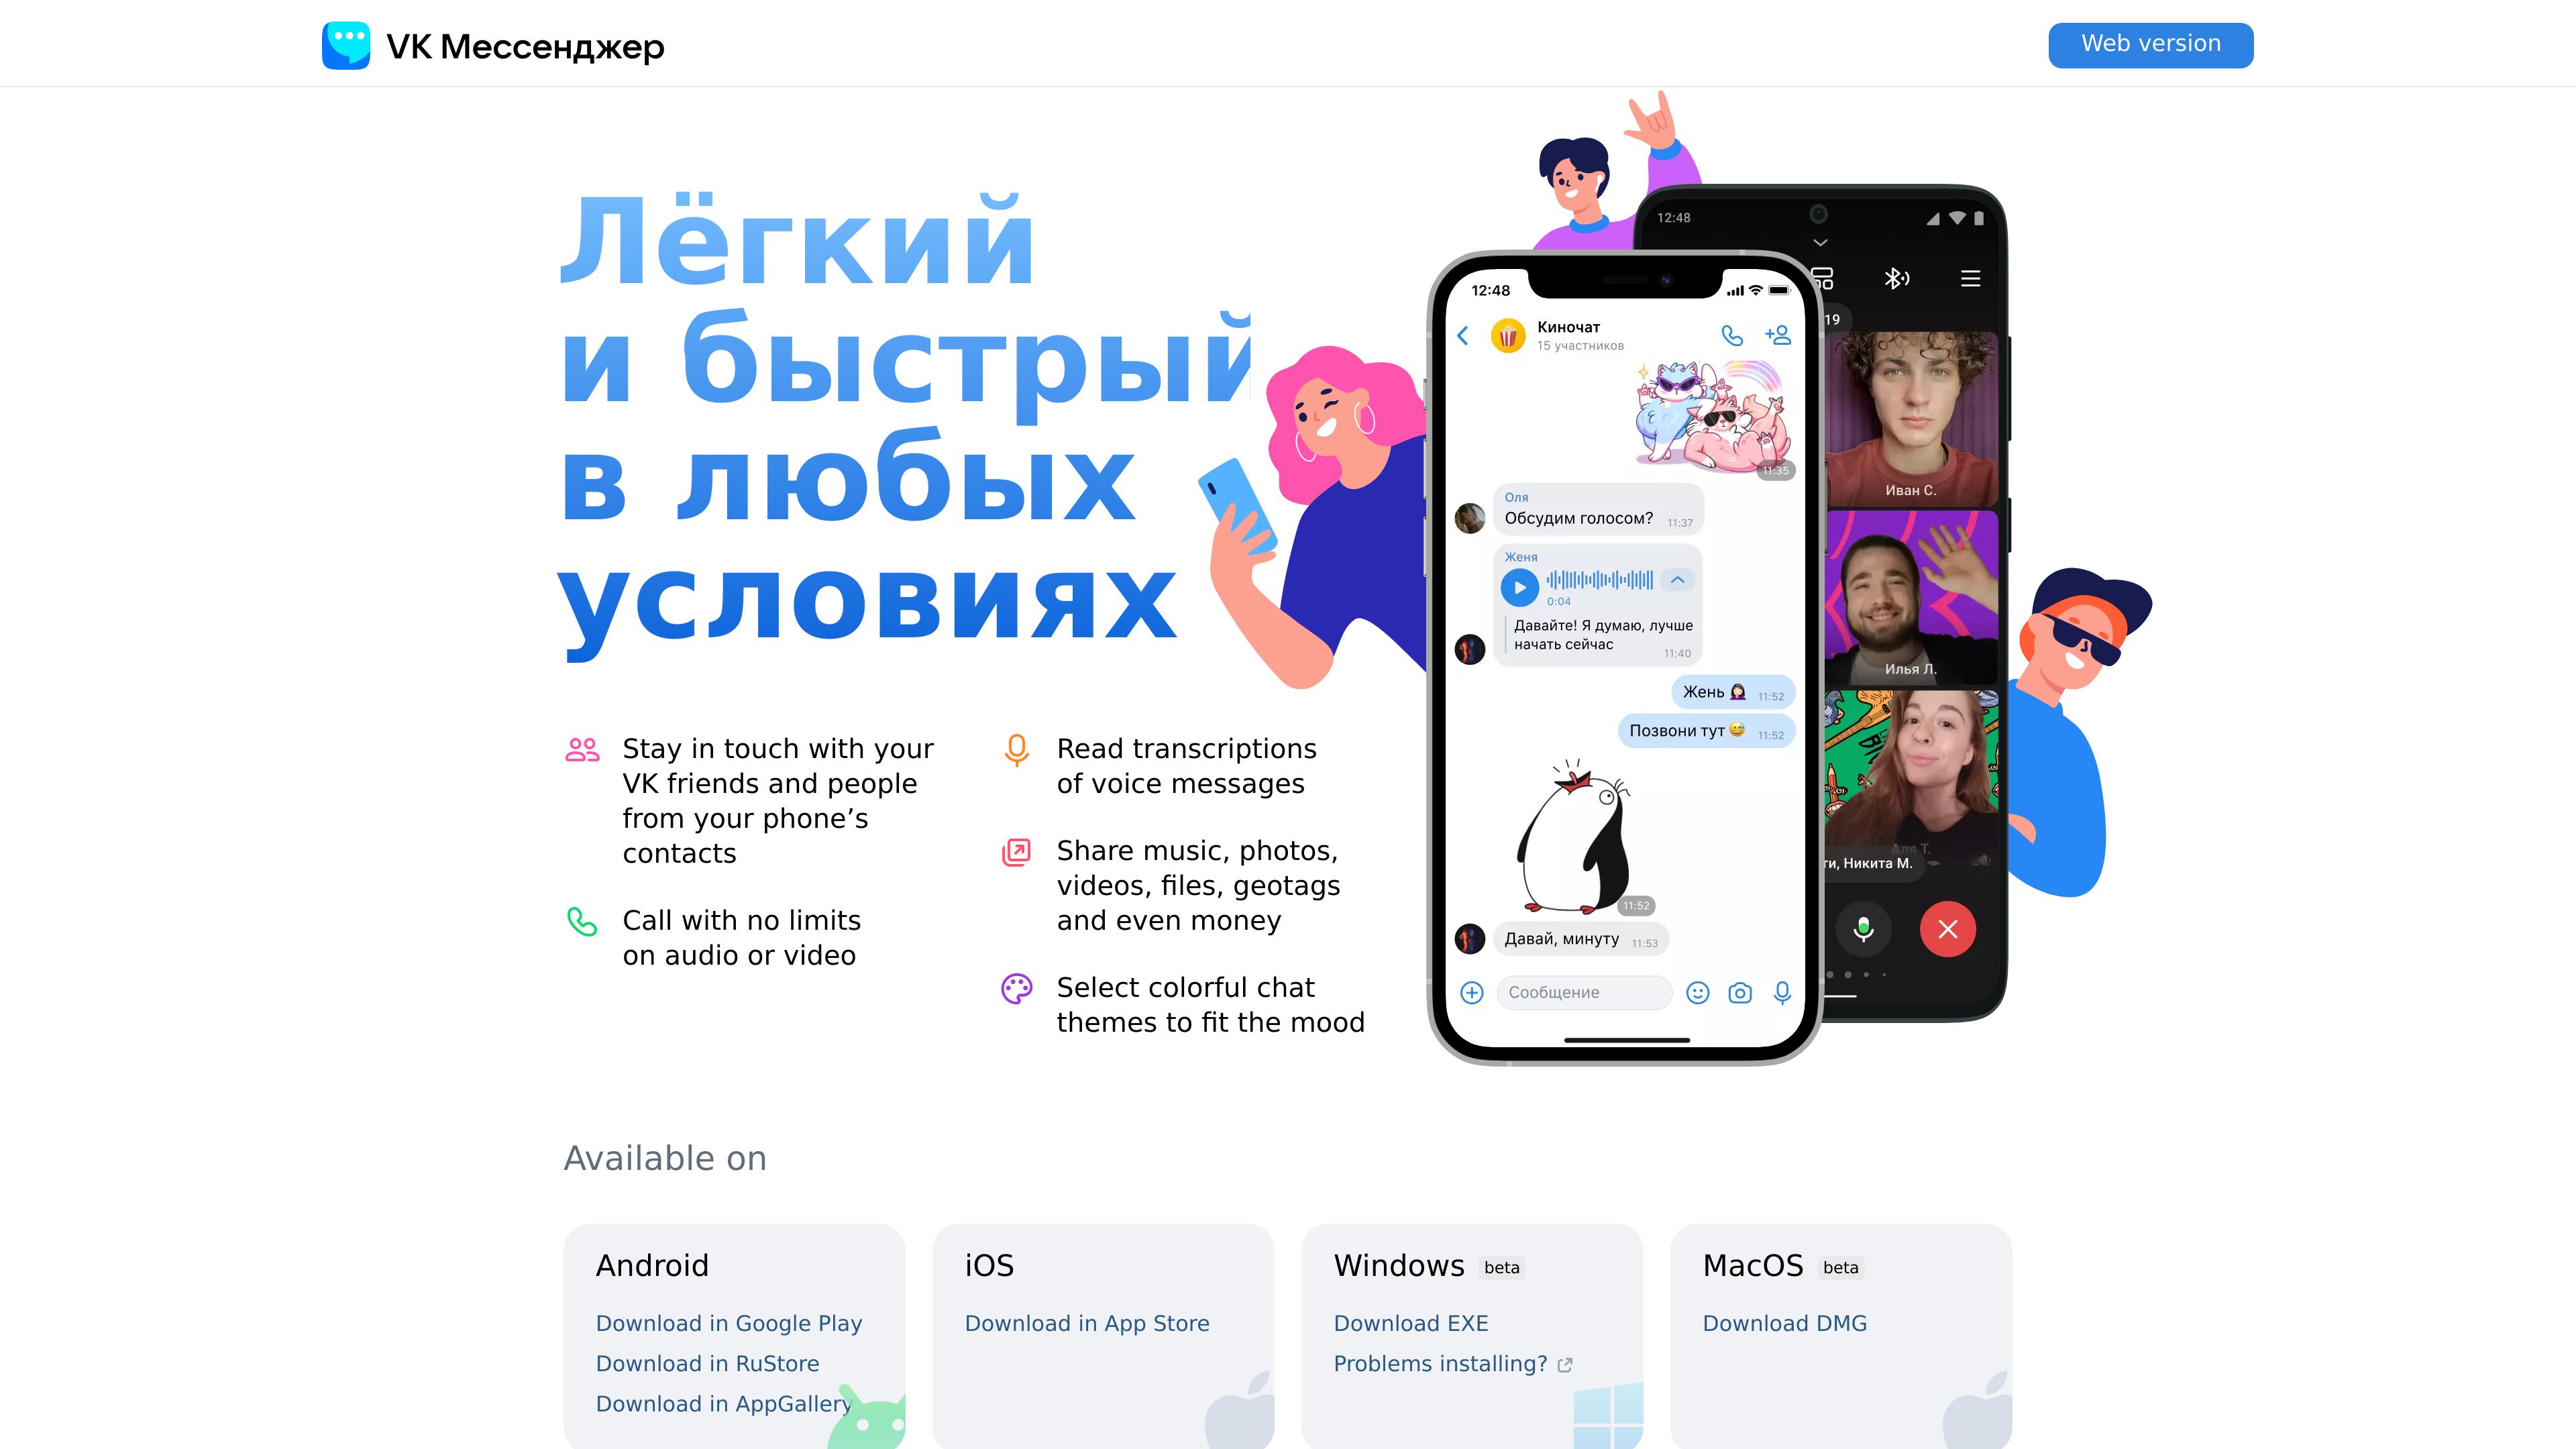 VK Мессенджер
Web version
Лёгкий
и быстрый
в любых
условиях
Stay in touch with your
VK friends and people
from your phone’s
contacts
Call with no limits
on audio or video
Read transcriptions
of voice messages
Share music, photos,
videos, files, geotags
and even money
Select colorful chat
themes to fit the mood
12:48
Киночат
15 участников
11:35
Оля
Обсудим голосом? 11:37
Женя
0:04
Давайте! Я думаю, лучше
начать сейчас
11:40
Жень 11:52
Позвони тут 11:52
11:52
Давай, минуту 11:53
Сообщение
12:48
19
Иван С.
Илья Л.
Аля Т.
ти, Никита М.
Available on
Android
Download in Google Play
Download in RuStore
Download in AppGallery
iOS
Download in App Store
Windows beta
Download EXE
Problems installing?
MacOS beta
Download DMG